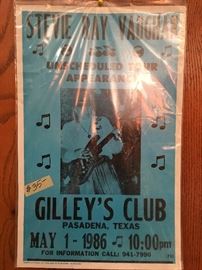 STEVIE RAY VAUGHAN
UNSCHEDULED TOUR
APPEARANCE
$35-
GILLEY'S CLUB
PASADENA, TEXAS
MAY 1 - 1986 10:00pm
FOR INFORMATION CALL: 941-7990